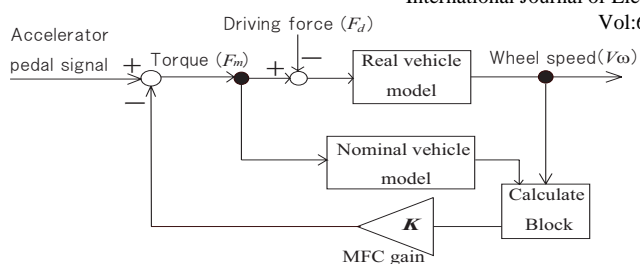 International Journal of Ele
Vol:6
Driving force (Fd)
Accelerator
pedal signal
+
−
Torque (Fm)
+
−
Real vehicle
model
Wheel speed(Vω)
Nominal vehicle
model
Calculate
Block
K
MFC gain